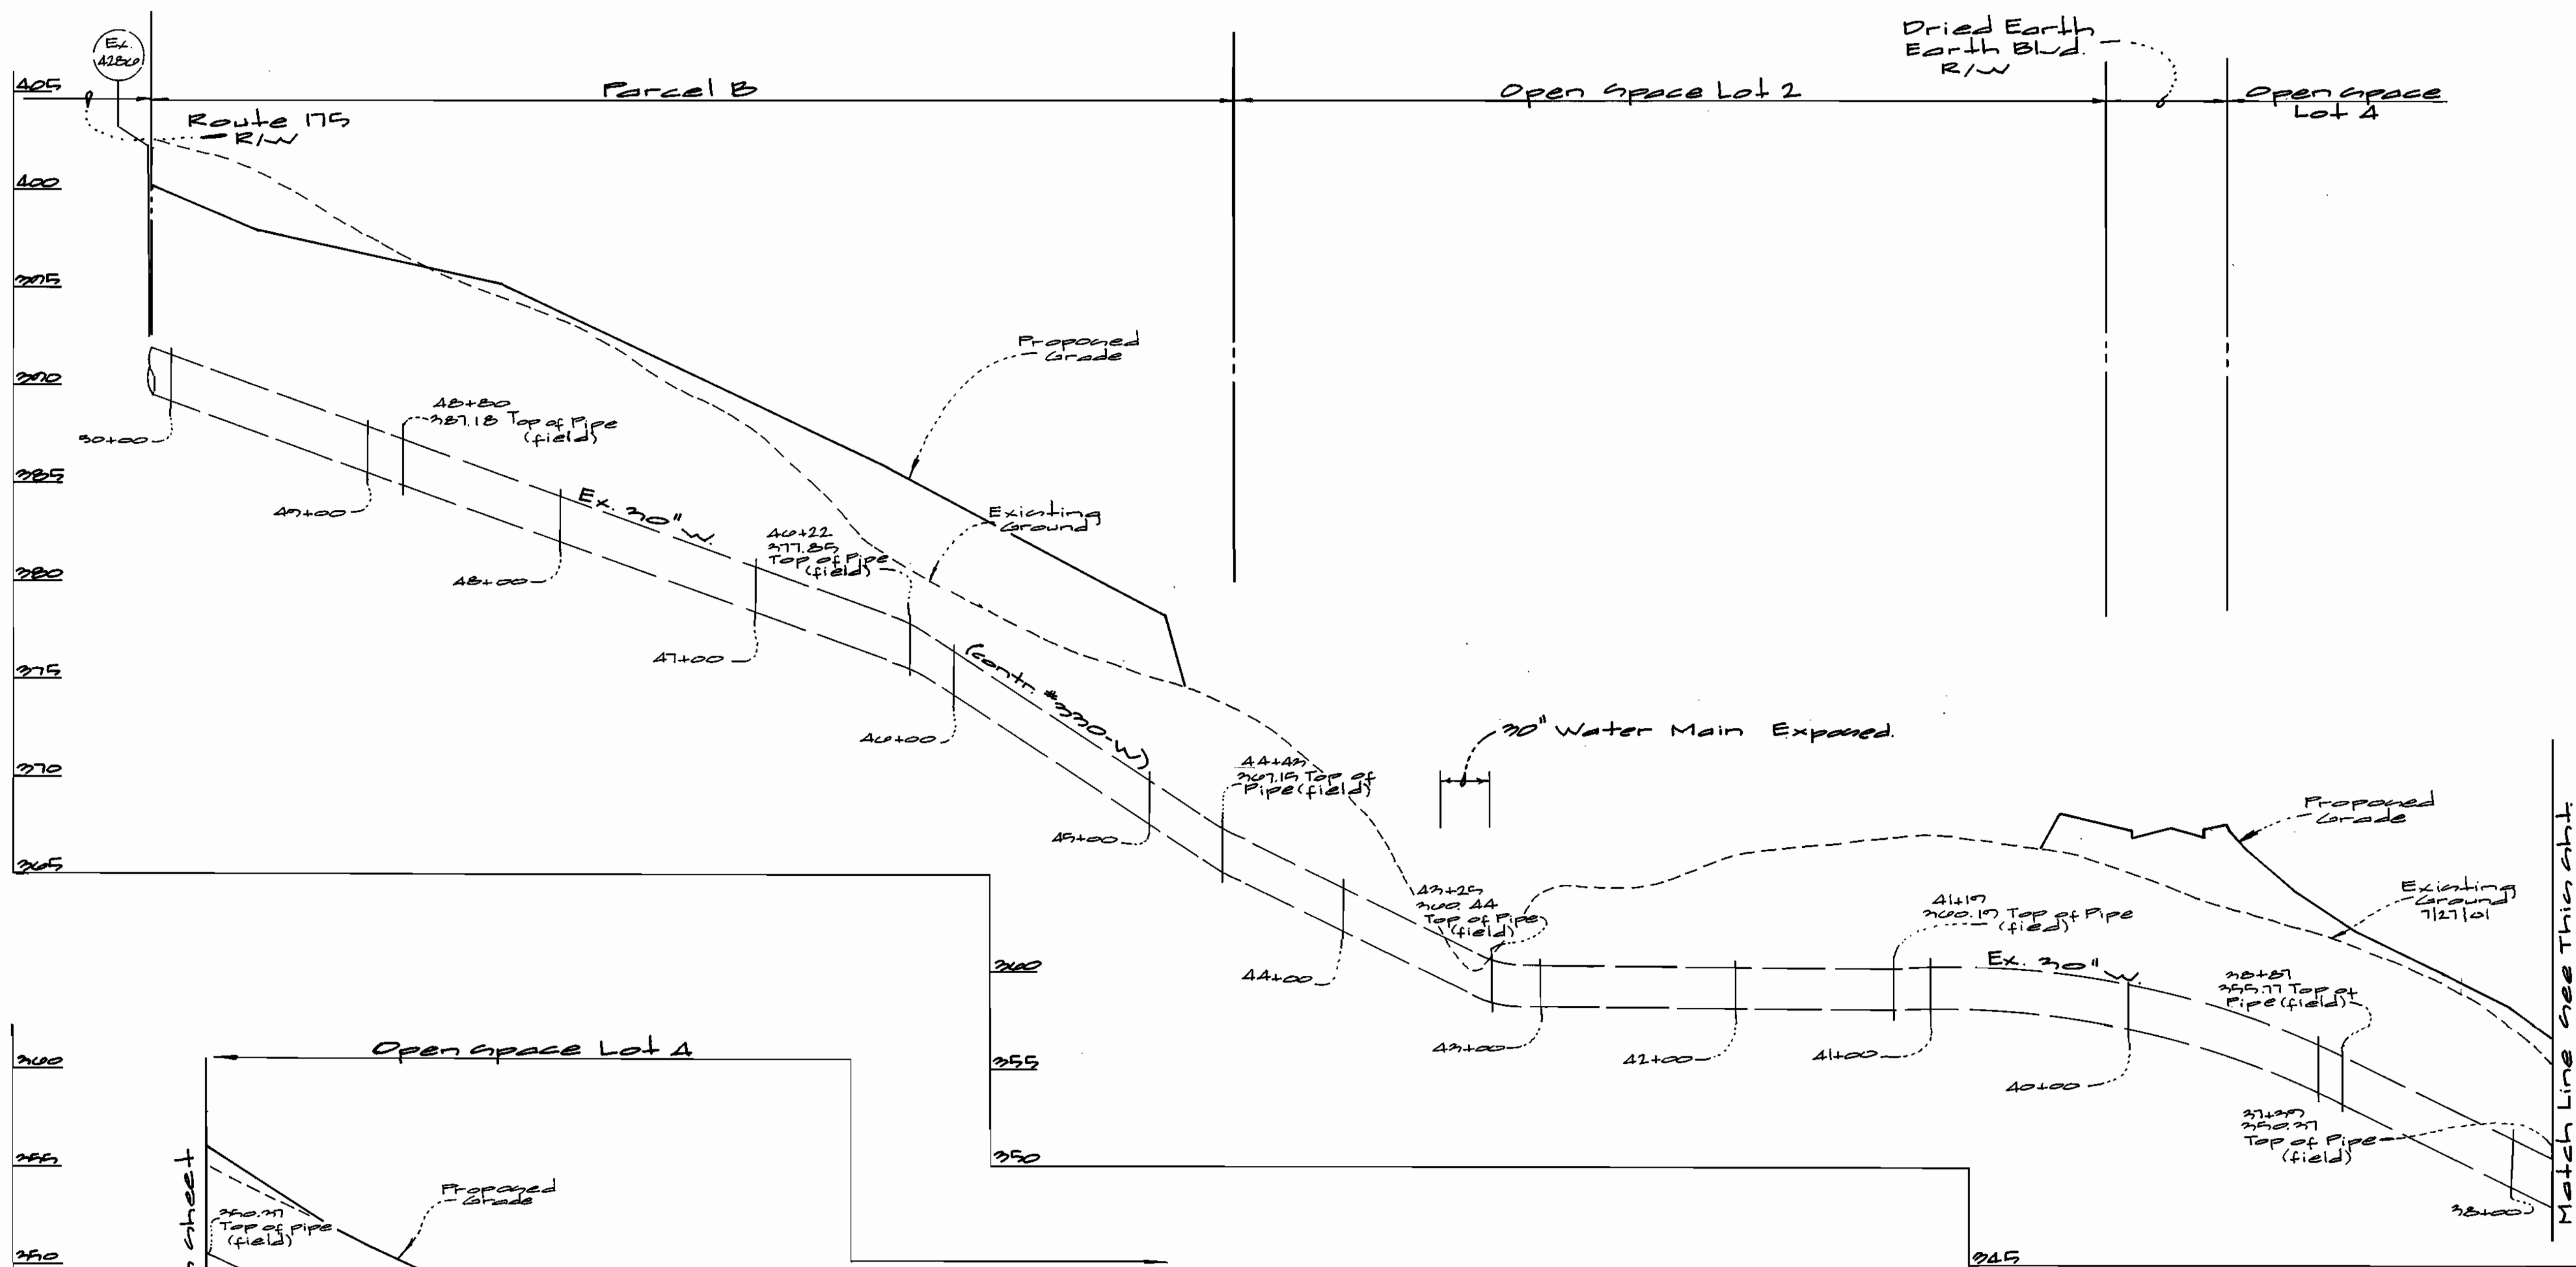 Ex.
4286
405
Parcel B
Open Space Lot 2
Dried Earth
Earth Blvd.
R/W
Open Space
Lot 4
Route 175
R/W
400
395
390
385
380
375
370
365
Proposed
Grade
50+00
48+80
387.18 Top of Pipe
(field)
49+00
Ex. 30" W.
48+00
46+22
377.85
Top of Pipe
(field)
Existing
Ground
47+00
46+00
(Contr. #330-W)
45+00
44+43
367.15 Top of
Pipe (field)
30" Water Main Exposed.
44+00
43+25
360.44
Top of Pipe
(field)
43+00
42+00
41+19
360.19 Top of Pipe
(field)
41+00
Ex. 30" W.
40+00
38+87
355.77 Top of
Pipe (field)
37+39
350.37
Top of Pipe
(field)
38+00
Proposed
Grade
Existing
Ground
7/27/01
Match Line See This Sht.
360
355
350
345
360
355
350
Open Space Lot 4
Sheet
350.37
Top of pipe
(field)
Proposed
Grade